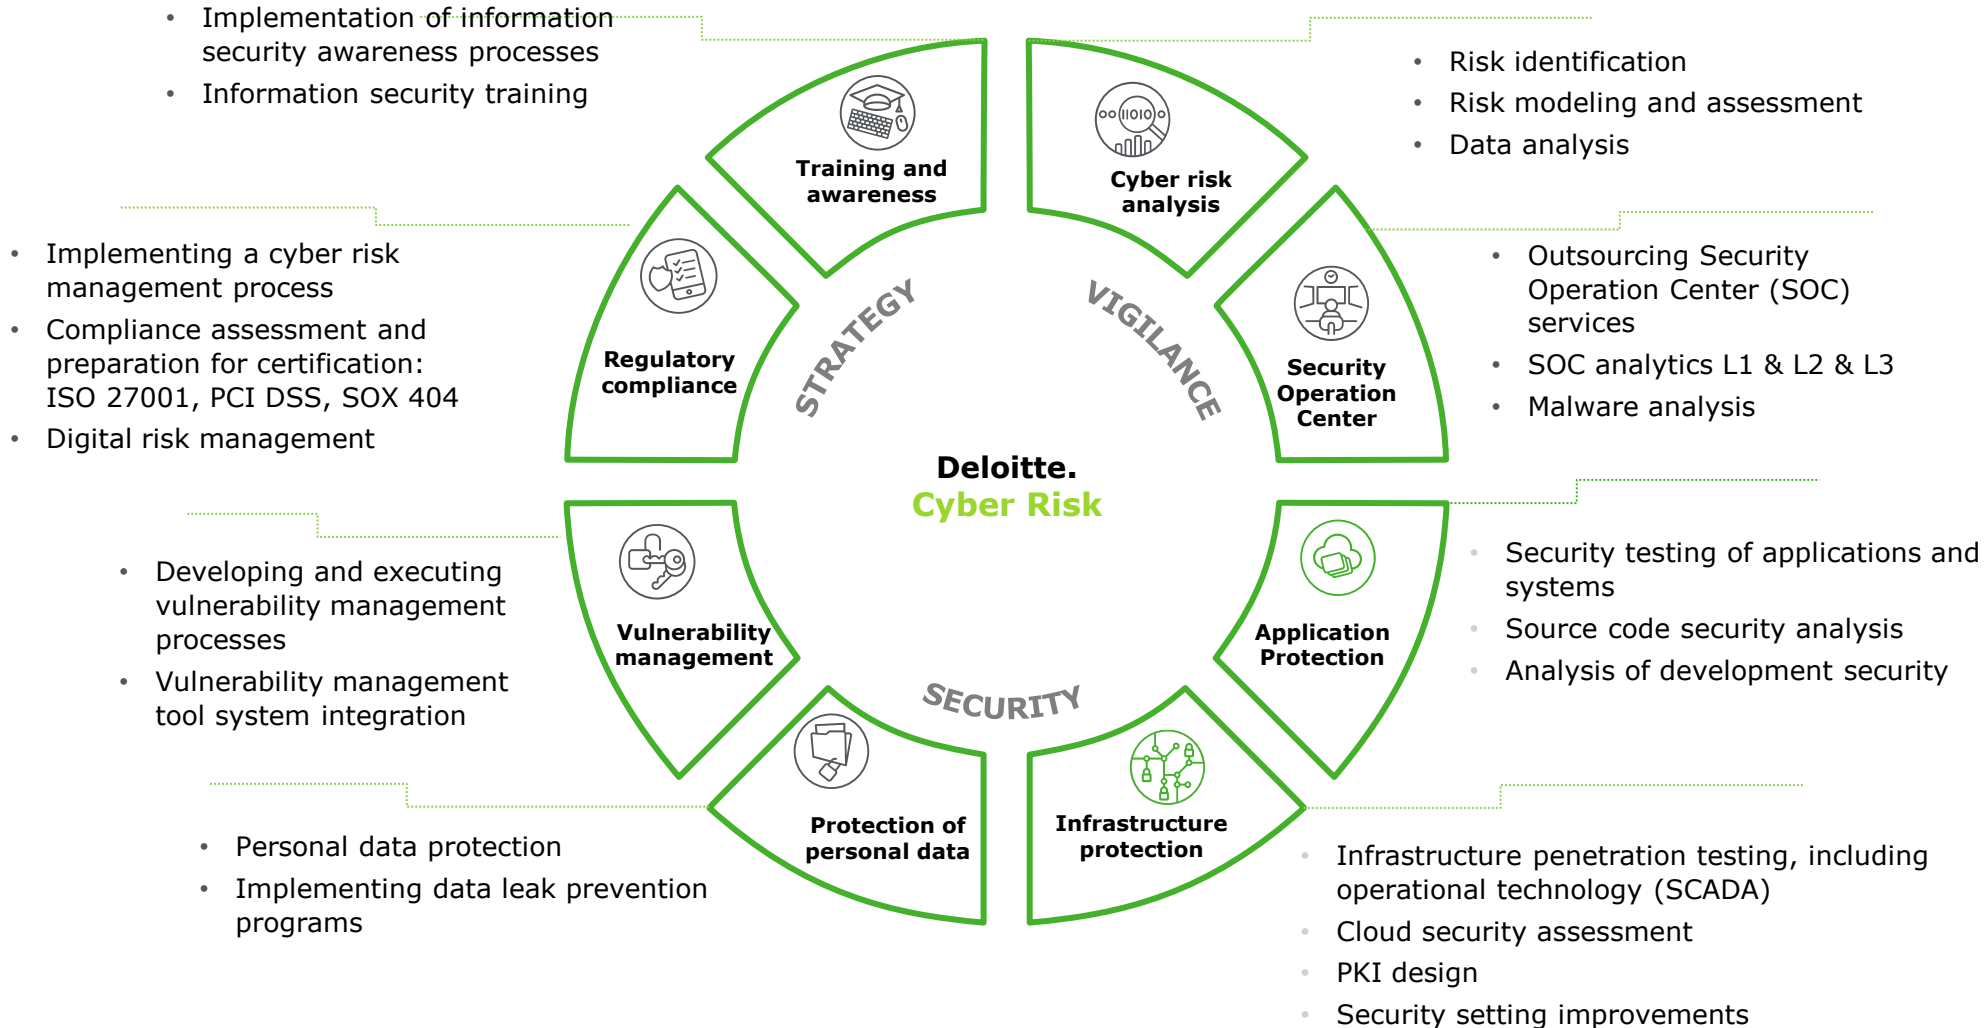 • Implementation of information
security awareness processes
• Information security training
Training and
awareness
Cyber risk
analysis
• Risk identification
• Risk modeling and assessment
• Data analysis
• Implementing a cyber risk
management process
• Compliance assessment and
preparation for certification:
ISO 27001, PCI DSS, SOX 404
• Digital risk management
Regulatory
compliance
STRATEGY
VIGILANCE
Security
Operation
Center
• Outsourcing Security
Operation Center (SOC)
services
• SOC analytics L1 & L2 & L3
• Malware analysis
Deloitte.
Cyber Risk
• Developing and executing
vulnerability management
processes
• Vulnerability management
tool system integration
Vulnerability
management
SECURITY
Application
Protection
• Security testing of applications and
systems
• Source code security analysis
• Analysis of development security
• Personal data protection
• Implementing data leak prevention
programs
Protection of
personal data
Infrastructure
protection
• Infrastructure penetration testing, including
operational technology (SCADA)
• Cloud security assessment
• PKI design
• Security setting improvements
11010